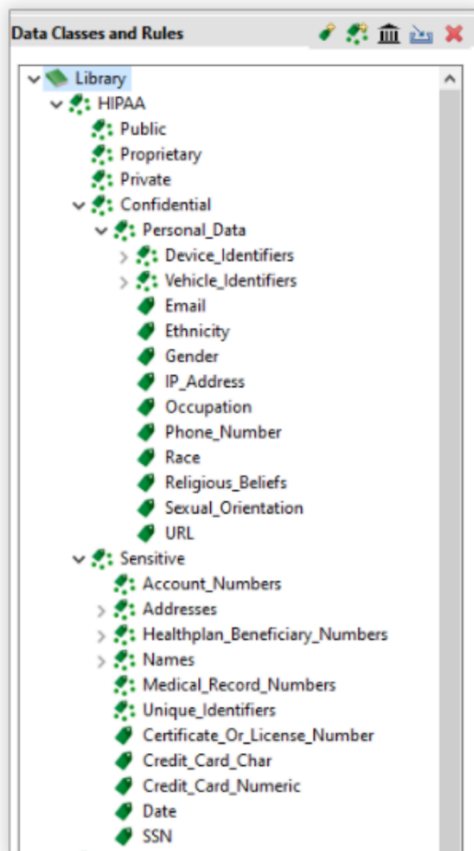 Data Classes and Rules
Library
HIPAA
Public
Proprietary
Private
Confidential
Personal_Data
Device_Identifiers
Vehicle_Identifiers
Email
Ethnicity
Gender
IP_Address
Occupation
Phone_Number
Race
Religious_Beliefs
Sexual_Orientation
URL
Sensitive
Account_Numbers
Addresses
Healthplan_Beneficiary_Numbers
Names
Medical_Record_Numbers
Unique_Identifiers
Certificate_Or_License_Number
Credit_Card_Char
Credit_Card_Numeric
Date
SSN